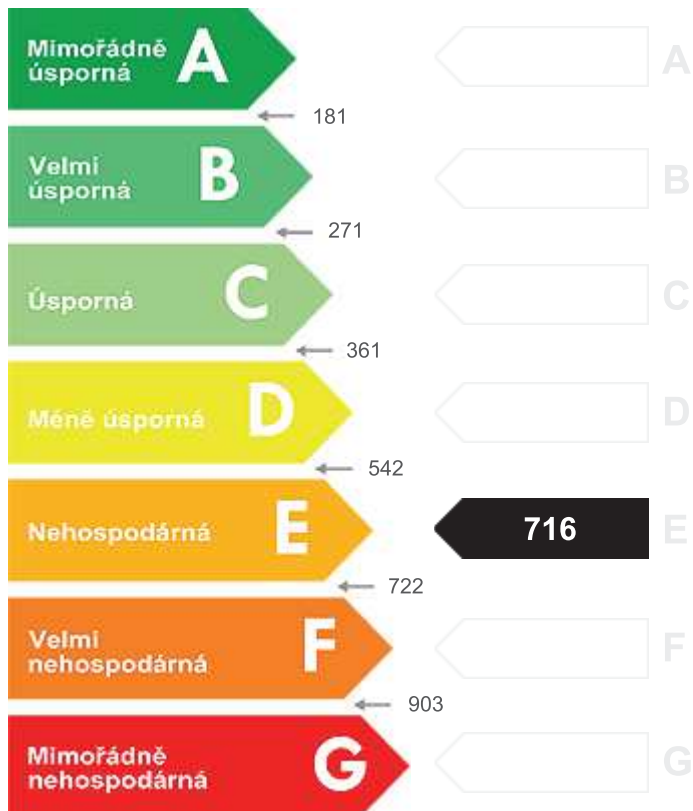 Mimořádně
úsporná
A
A
181
Velmi
úsporná
B
B
271
Úsporná
C
C
361
Méně úsporná
D
D
542
Nehospodárná
E
716
E
722
Velmi
nehospodárná
F
F
903
Mimořádně
nehospodárná
G
G